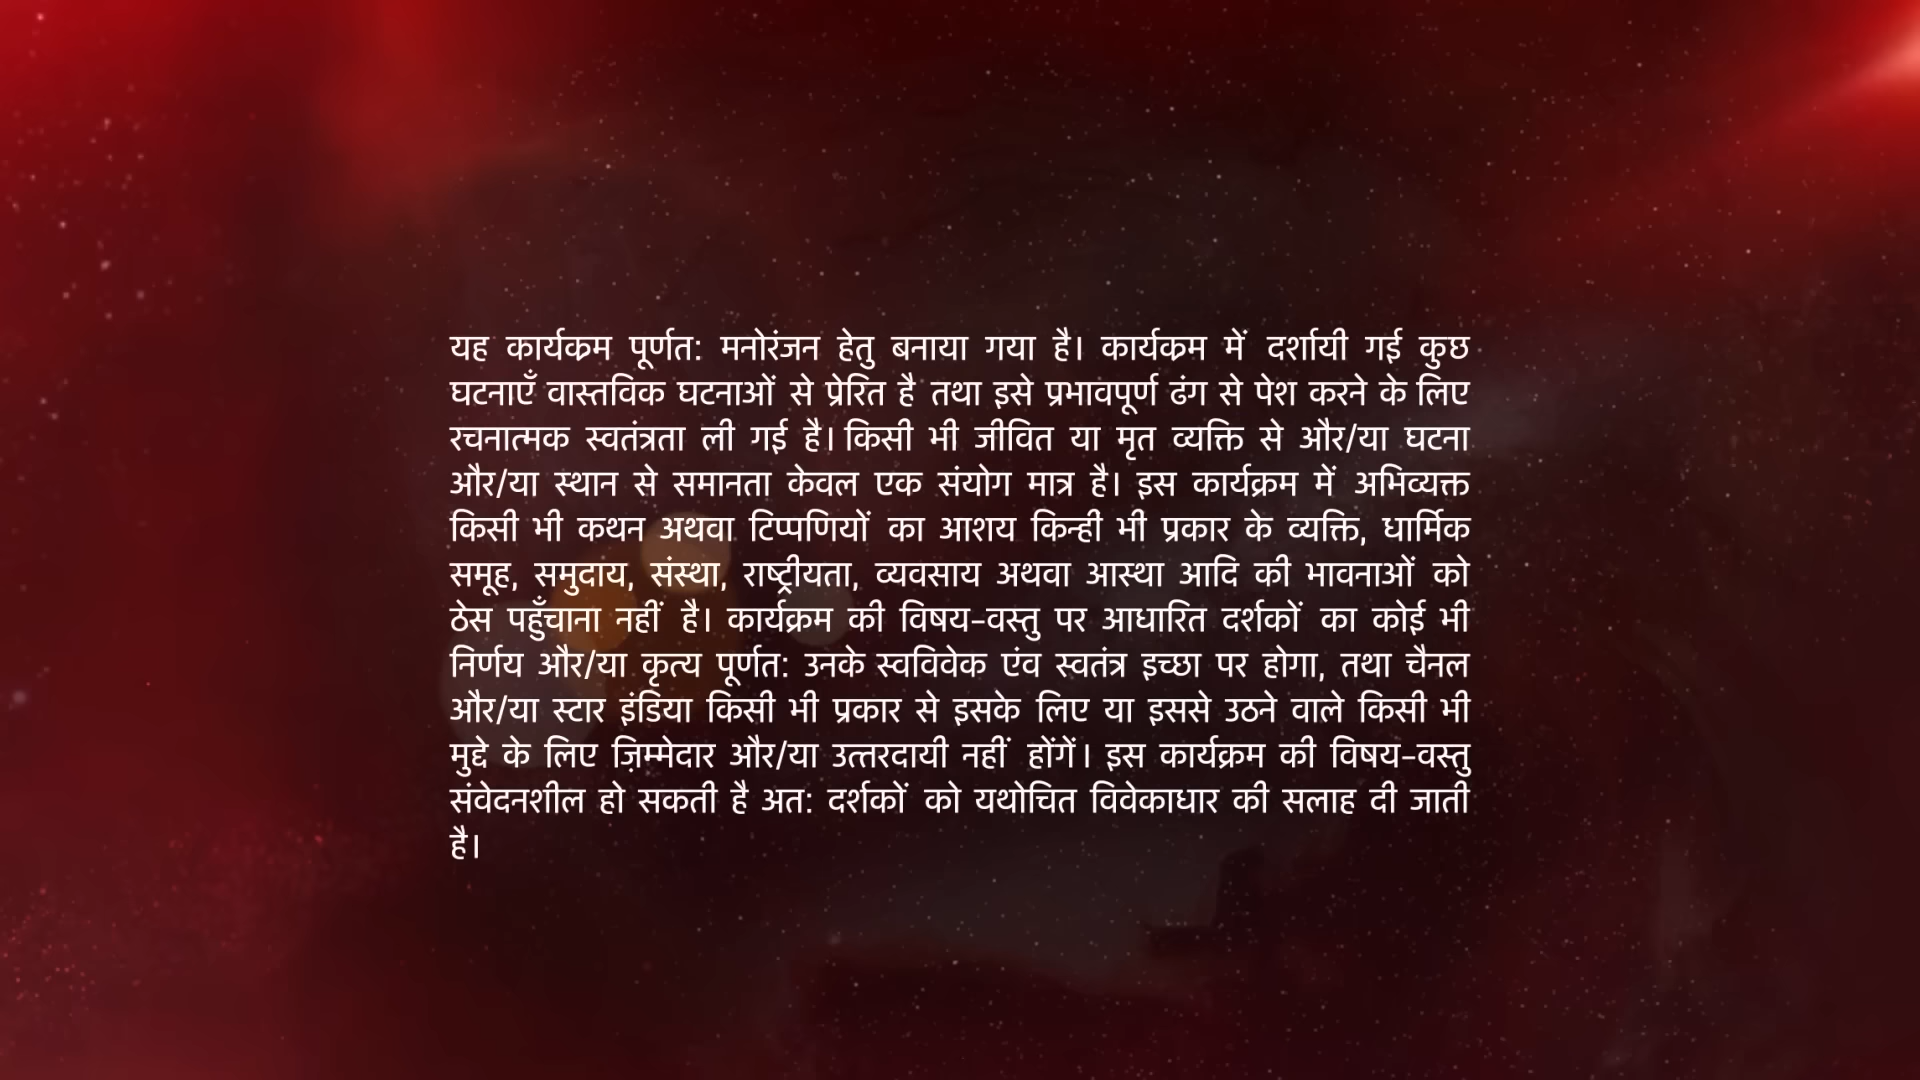 यह कार्यक्रम पूर्णत: मनोरंजन हेतु बनाया गया है। कार्यक्रम में दर्शायी गई कुछ
घटनाएँ वास्तविक घटनाओं से प्रेरित है तथा इसे प्रभावपूर्ण ढंग से पेश करने के लिए
रचनात्मक स्वतंत्रता ली गई है। किसी भी जीवित या मृत व्यक्ति से और/या घटना
और/या स्थान से समानता केवल एक संयोग मात्र है। इस कार्यक्रम में अभिव्यक्त
किसी भी कथन अथवा टिप्पणियों का आशय किन्ही भी प्रकार के व्यक्ति, धार्मिक
समूह, समुदाय, संस्था, राष्ट्रीयता, व्यवसाय अथवा आस्था आदि की भावनाओं को
ठेस पहुँचाना नहीं है। कार्यक्रम की विषय-वस्तु पर आधारित दर्शकों का कोई भी
निर्णय और/या कृत्य पूर्णत: उनके स्वविवेक एंव स्वतंत्र इच्छा पर होगा, तथा चैनल
और/या स्टार इंडिया किसी भी प्रकार से इसके लिए या इससे उठने वाले किसी भी
मुद्दे के लिए ज़िम्मेदार और/या उत्तरदायी नहीं होंगें। इस कार्यक्रम की विषय-वस्तु
संवेदनशील हो सकती है अत: दर्शकों को यथोचित विवेकाधार की सलाह दी जाती
है।